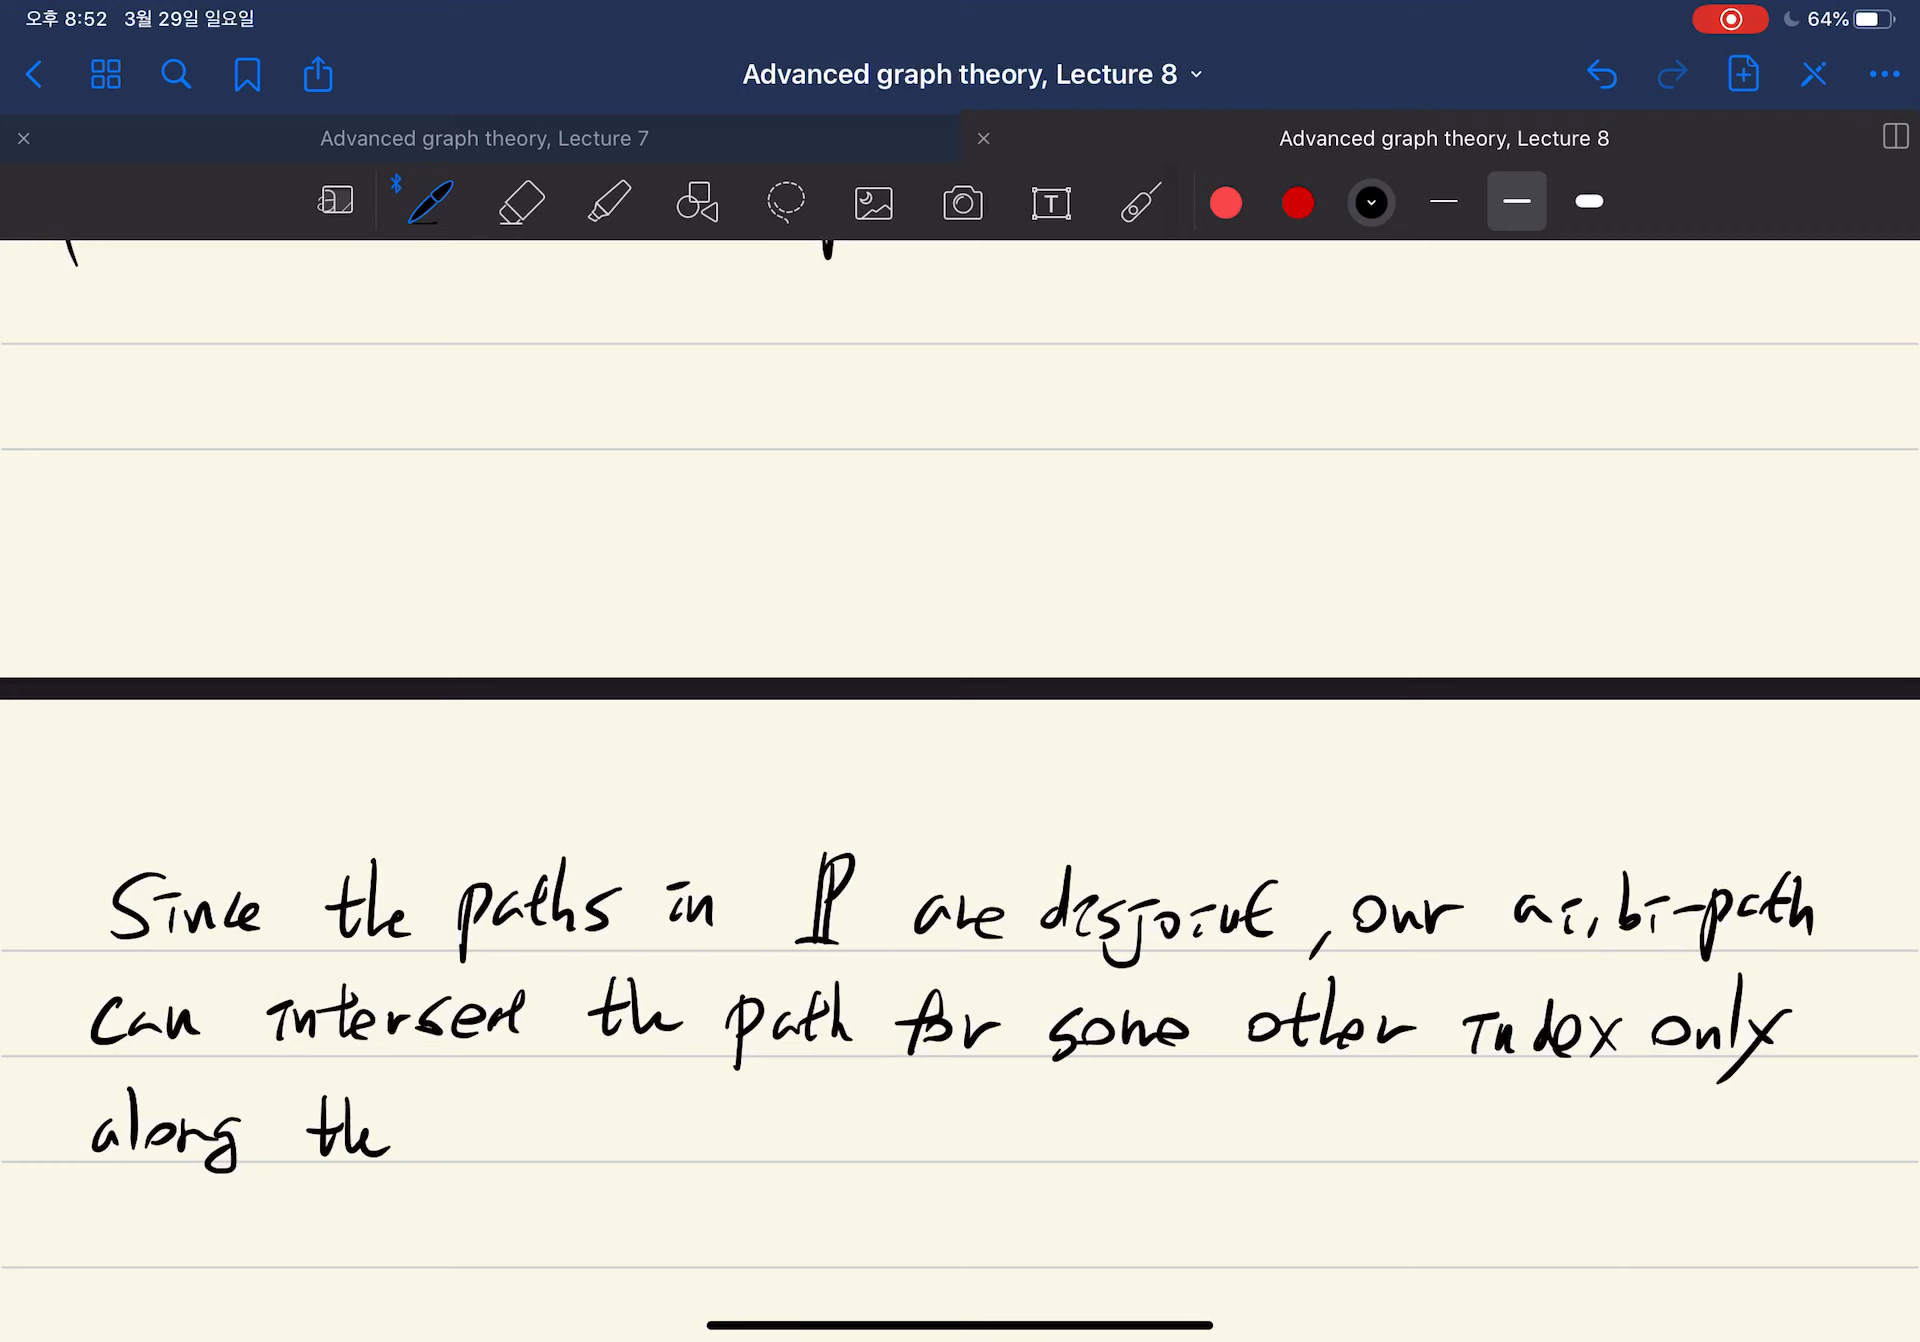 오후 8:52 3월 29일 일요일 64%
Advanced graph theory, Lecture 8
Advanced graph theory, Lecture 7 Advanced graph theory, Lecture 8
Since the paths in ℙ are disjoint, our ai, bi-path
can intersect the path for some other index only
along the